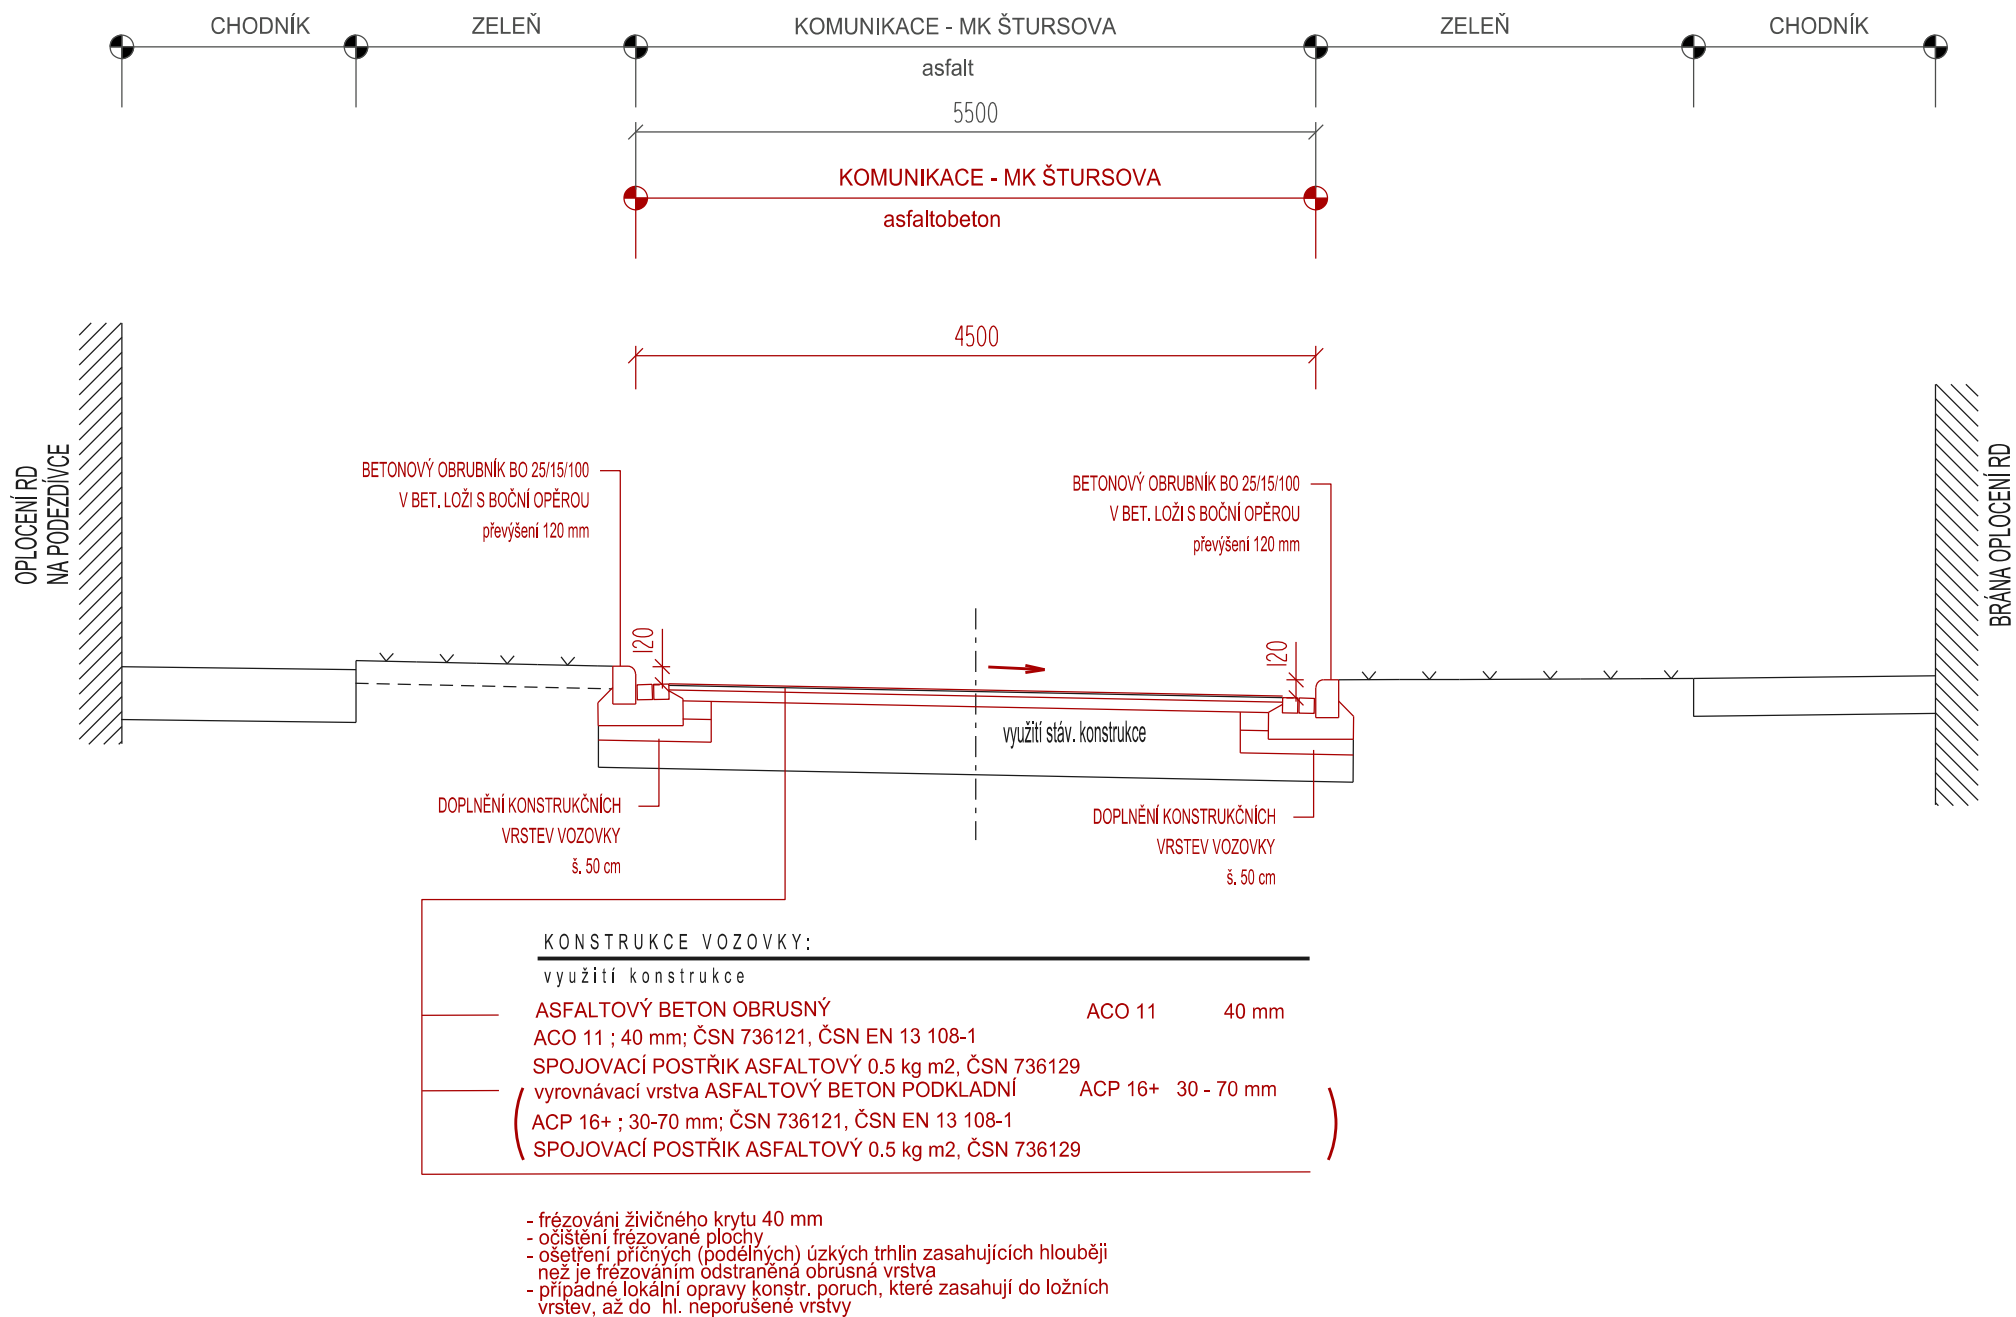 CHODNÍK
ZELEŇ
KOMUNIKACE - MK ŠTURSOVA
ZELEŇ
CHODNÍK
asfalt
5500
KOMUNIKACE - MK ŠTURSOVA
asfaltobeton
4500
OPLOCENÍ RD
NA PODEZDÍVCE
BETONOVÝ OBRUBNÍK BO 25/15/100
V BET. LOŽI S BOČNÍ OPĚROU
převýšení 120 mm
BETONOVÝ OBRUBNÍK BO 25/15/100
V BET. LOŽI S BOČNÍ OPĚROU
převýšení 120 mm
BRÁNA OPLOCENÍ RD
120
120
využití stáv. konstrukce
DOPLNĚNÍ KONSTRUKČNÍCH
VRSTEV VOZOVKY
š. 50 cm
DOPLNĚNÍ KONSTRUKČNÍCH
VRSTEV VOZOVKY
š. 50 cm
KONSTRUKCE VOZOVKY:
využití konstrukce
ASFALTOVÝ BETON OBRUSNÝ ACO 11 40 mm
ACO 11 ; 40 mm; ČSN 736121, ČSN EN 13 108-1
SPOJOVACÍ POSTŘIK ASFALTOVÝ 0.5 kg m2, ČSN 736129
vyrovnávací vrstva ASFALTOVÝ BETON PODKLADNÍ ACP 16+ 30 - 70 mm
ACP 16+ ; 30-70 mm; ČSN 736121, ČSN EN 13 108-1
SPOJOVACÍ POSTŘIK ASFALTOVÝ 0.5 kg m2, ČSN 736129
- frézováni živičného krytu 40 mm
- očištění frézované plochy
- ošetření příčných (podélných) úzkých trhlin zasahujících hlouběji
než je frézováním odstraněná obrusná vrstva
- případné lokální opravy konstr. poruch, které zasahují do ložních
vrstev, až do hl. neporušené vrstvy